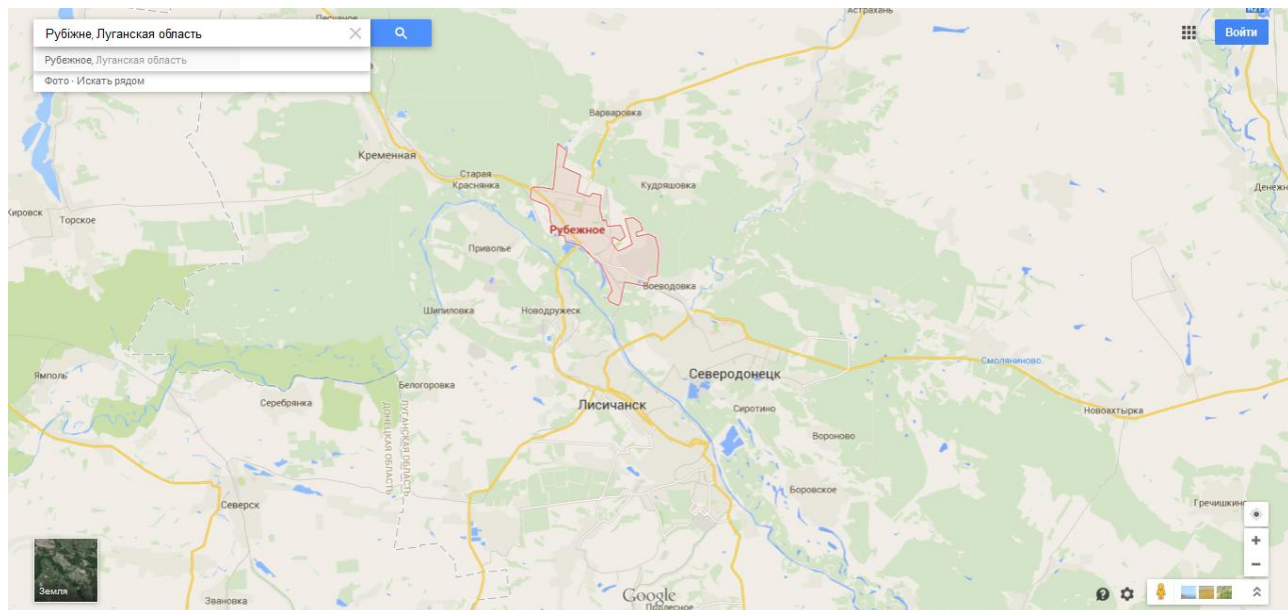 Астрахань
Рубіжне, Луганская область
Войти
Рубежное, Луганская область
Фото - Искать рядом
Варваровка
Кременная
Старая
Краснянка
Кудряшовка
Торское
Рубежное
Приволье
Воеводовка
Шипиловка
Новодружеск
Смоляниново
Ямполь
Северодонецк
Белогоровка
Серебрянка
Лисичанск
Сиротино
Новоахтырка
ЛУГАНСКАЯ ОБЛАСТЬ
ДОНЕЦКАЯ ОБЛАСТЬ
Вороново
Боровское
Северск
Земля
Звановка
Google